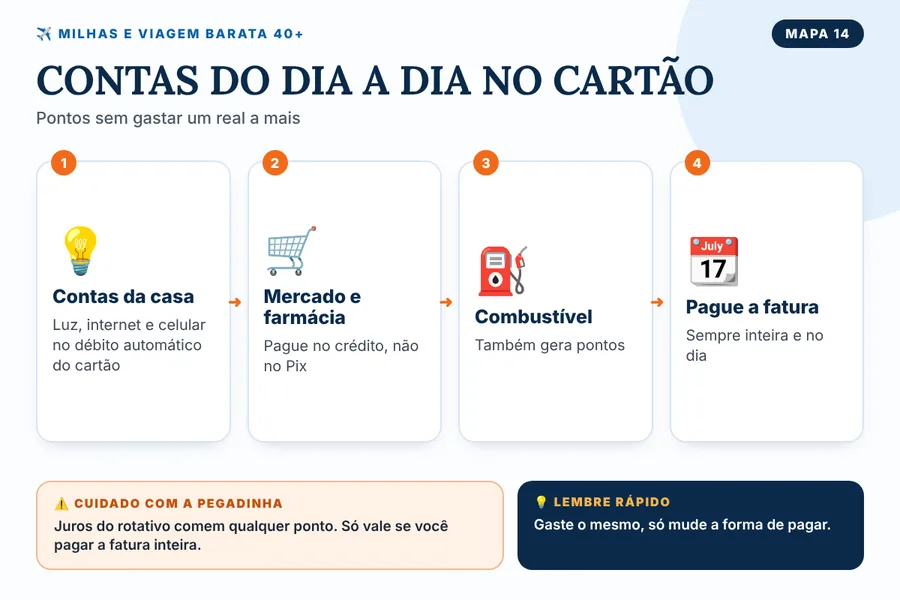 ✈️ MILHAS E VIAGEM BARATA 40+
MAPA 14
CONTAS DO DIA A DIA NO CARTÃO
Pontos sem gastar um real a mais
1
Contas da casa
Luz, internet e celular
no débito automático
do cartão
2
Mercado e
farmácia
Pague no crédito, não
no Pix
3
Combustível
Também gera pontos
4
July
17
Pague a fatura
Sempre inteira e no
dia
⚠️ CUIDADO COM A PEGADINHA
Juros do rotativo comem qualquer ponto. Só vale se você
pagar a fatura inteira.
💡 LEMBRE RÁPIDO
Gaste o mesmo, só mude a forma de pagar.